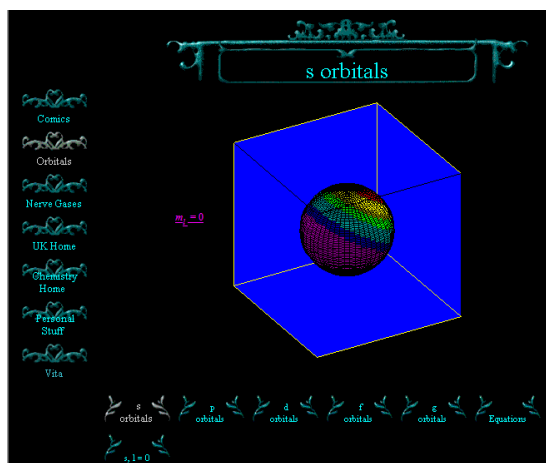 s orbitals
Comics
Orbitals
Nerve Gases
UK Home
Chemistry
Home
Personal
Stuff
Vita
m_L = 0
s
orbitals
p
orbitals
d
orbitals
f
orbitals
g
orbitals
Equations
s, l = 0